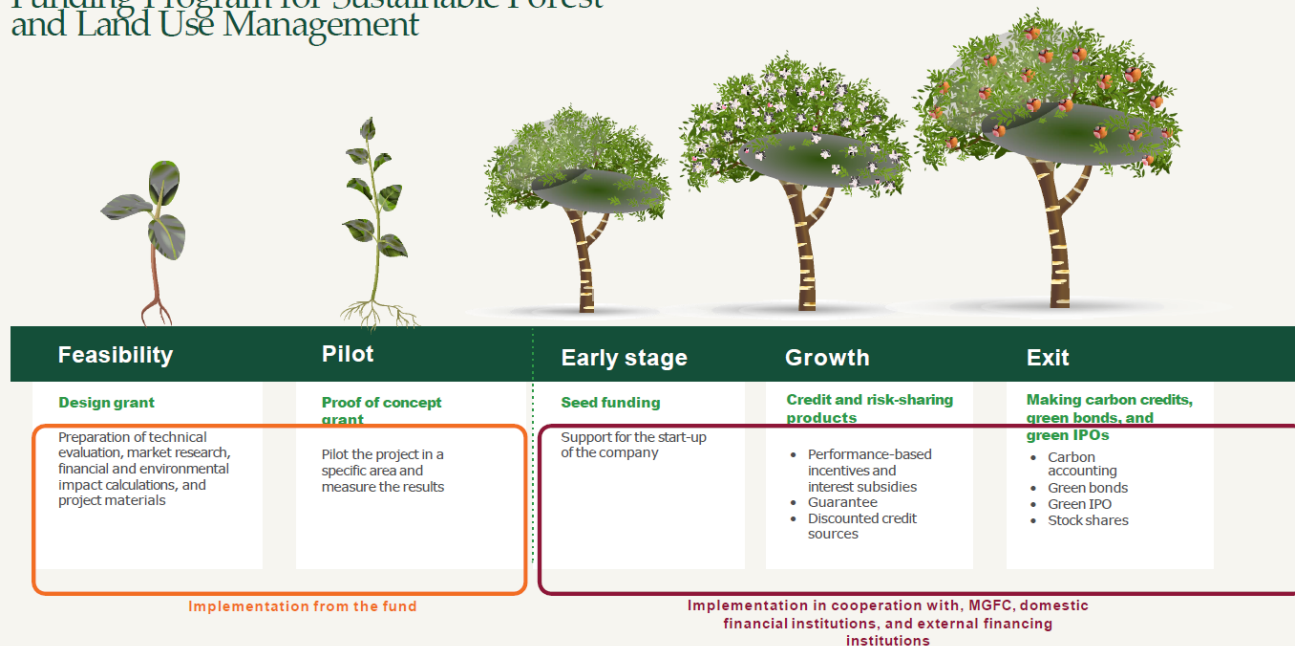 Funding Program for Sustainable Forest
and Land Use Management
Feasibility
Pilot
Early stage
Growth
Exit
Design grant
Preparation of technical
evaluation, market research,
financial and environmental
impact calculations, and
project materials
Proof of concept
grant
Pilot the project in a
specific area and
measure the results
Seed funding
Support for the start-up
of the company
Credit and risk-sharing
products
• Performance-based
incentives and
interest subsidies
• Guarantee
• Discounted credit
sources
Making carbon credits,
green bonds, and
green IPOs
• Carbon
accounting
• Green bonds
• Green IPO
• Stock shares
Implementation from the fund
Implementation in cooperation with, MGFC, domestic
financial institutions, and external financing
institutions